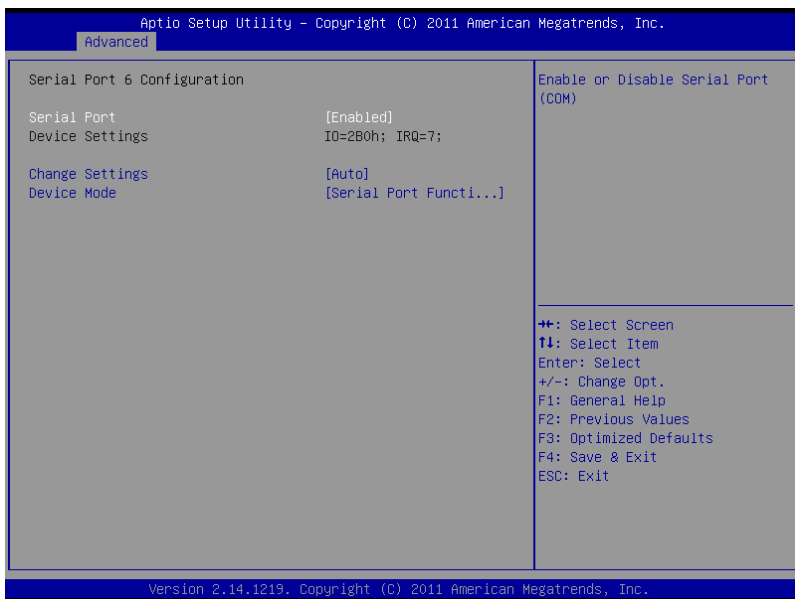 Aptio Setup Utility – Copyright (C) 2011 American Megatrends, Inc.
Advanced
Serial Port 6 Configuration
Serial Port [Enabled]
Device Settings IO=2B0h; IRQ=7;
Change Settings [Auto]
Device Mode [Serial Port Functi...]
Enable or Disable Serial Port
(COM)
→←: Select Screen
↑↓: Select Item
Enter: Select
+/-: Change Opt.
F1: General Help
F2: Previous Values
F3: Optimized Defaults
F4: Save & Exit
ESC: Exit
Version 2.14.1219. Copyright (C) 2011 American Megatrends, Inc.